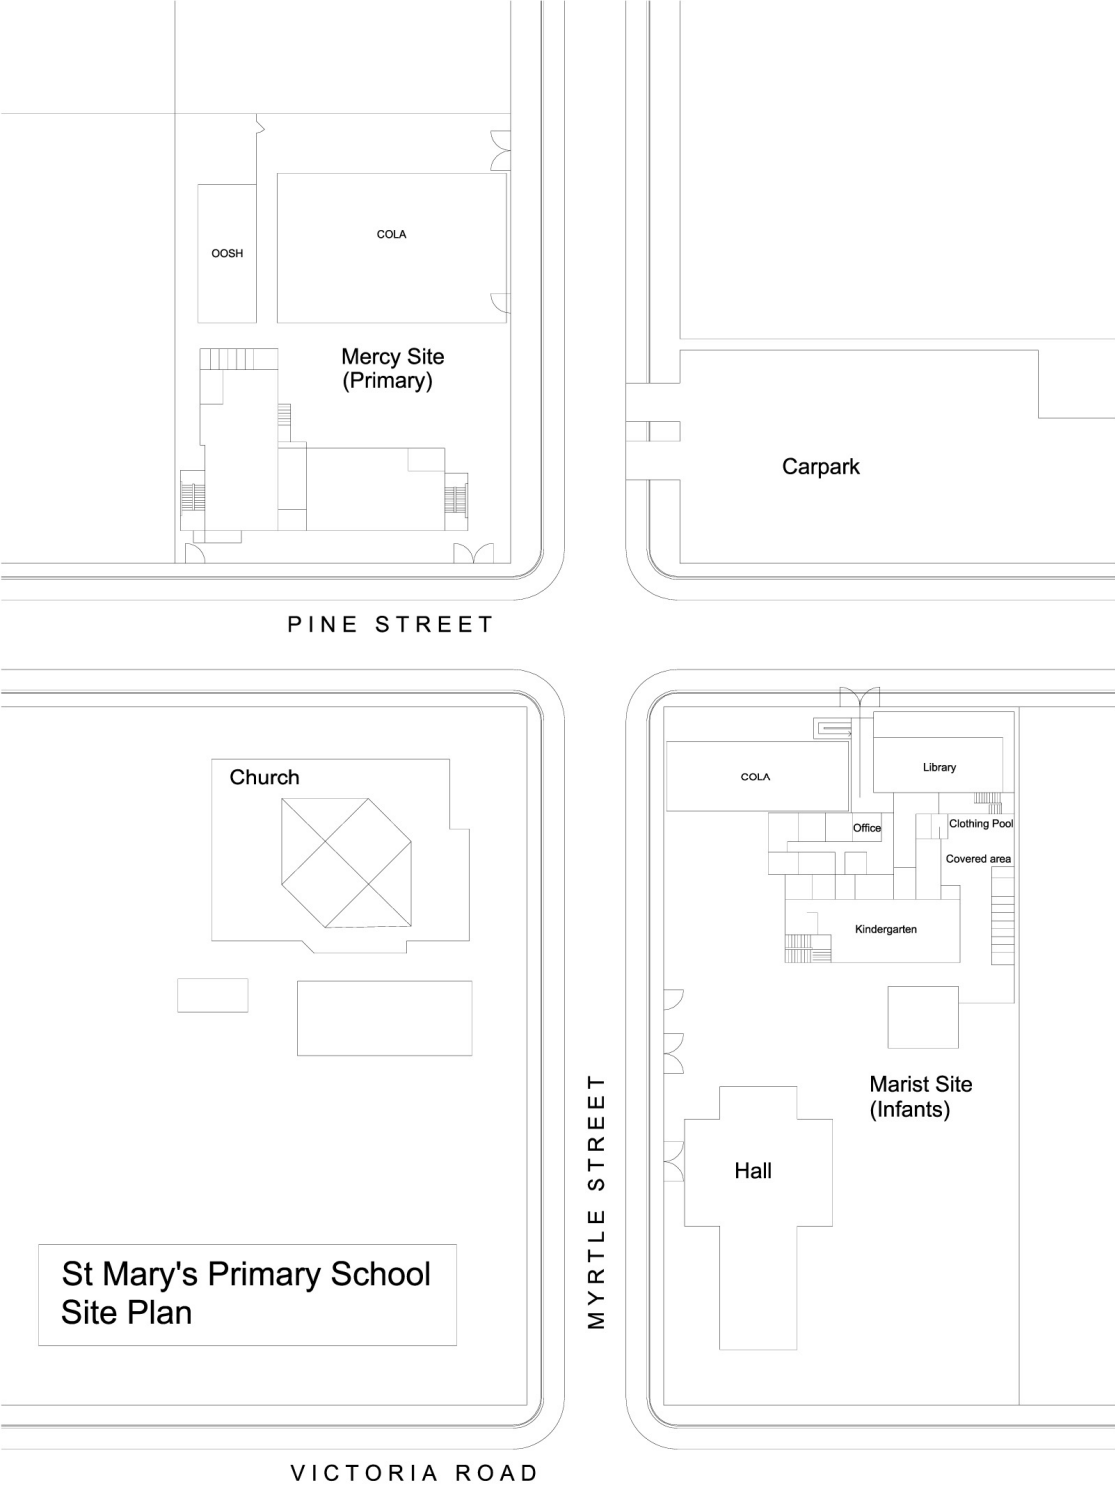 COLA
OOSH
Mercy Site
(Primary)
Carpark
PINE STREET
Church
Library
COLA
Office
Clothing Pool
Covered area
Kindergarten
Marist Site
(Infants)
MYRTLE STREET
Hall
St Mary's Primary School
Site Plan
VICTORIA ROAD